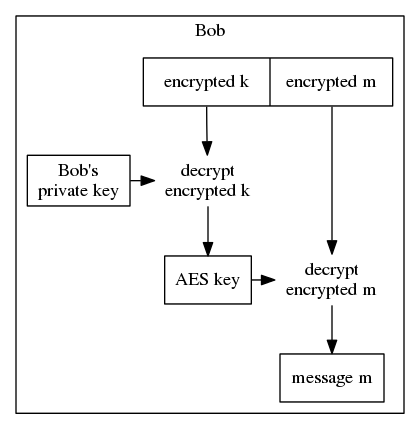 Bob
encrypted k
encrypted m
Bob's
private key
decrypt
encrypted k
AES key
decrypt
encrypted m
message m